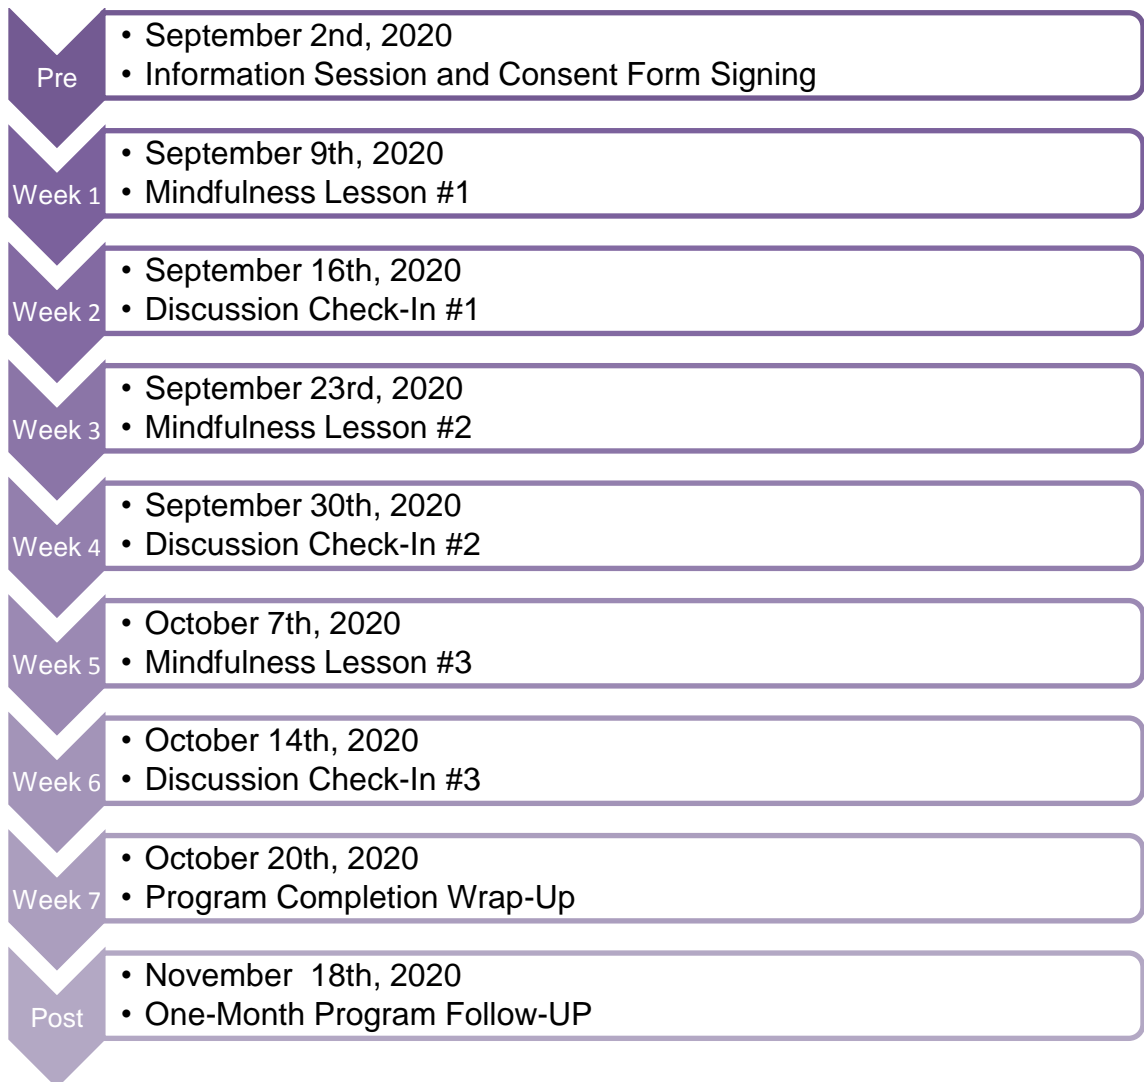 Pre
• September 2nd, 2020
• Information Session and Consent Form Signing
Week 1
• September 9th, 2020
• Mindfulness Lesson #1
Week 2
• September 16th, 2020
• Discussion Check-In #1
Week 3
• September 23rd, 2020
• Mindfulness Lesson #2
Week 4
• September 30th, 2020
• Discussion Check-In #2
Week 5
• October 7th, 2020
• Mindfulness Lesson #3
Week 6
• October 14th, 2020
• Discussion Check-In #3
Week 7
• October 20th, 2020
• Program Completion Wrap-Up
Post
• November  18th, 2020
• One-Month Program Follow-UP